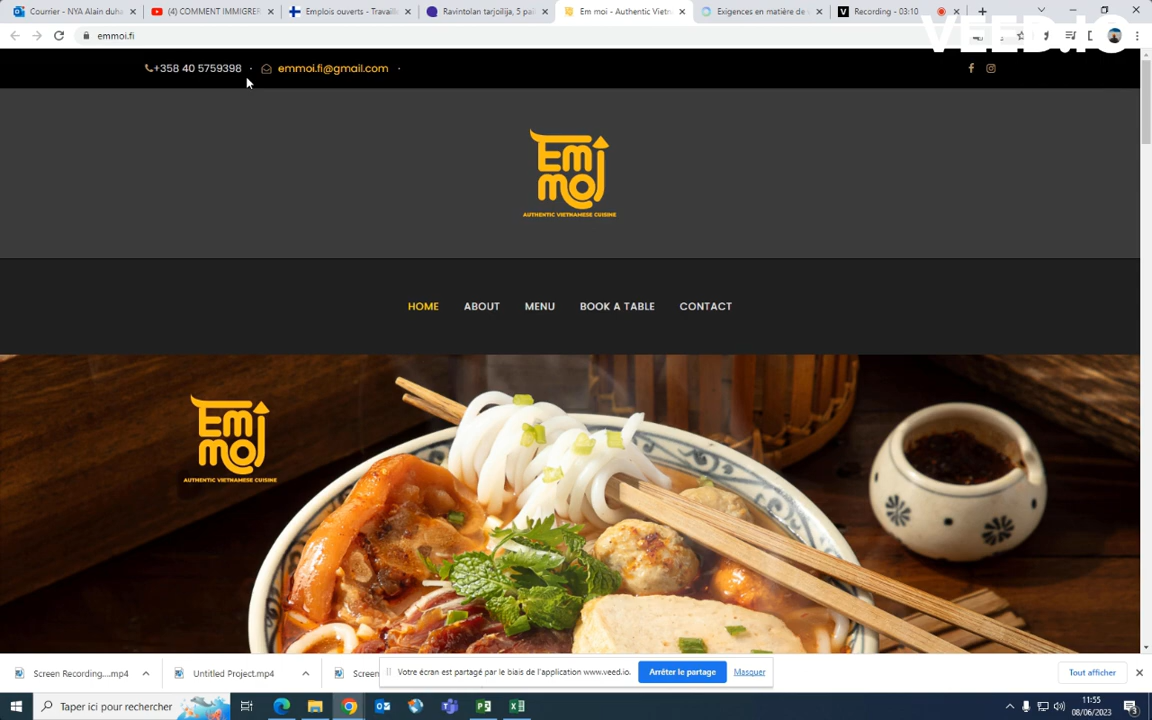 Courrier - NYA Alain duha
(4) COMMENT IMMIGRER
Emplois ouverts - Travaill
Ravintolan tarjoilija, 5 pai
Em moi - Authentic Vietn
Exigences en matière de
Recording - 03:10
VEED.IO
emmoi.fi
+358 40 5759398 · emmoi.fi@gmail.com ·
Em
moi
AUTHENTIC VIETNAMESE CUISINE
HOME ABOUT MENU BOOK A TABLE CONTACT
Em
moi
AUTHENTIC VIETNAMESE CUISINE
Screen Recording....mp4
Untitled Project.mp4
Screen
Votre écran est partagé par le biais de l'application www.veed.io.
Arrêter le partage
Masquer
Tout afficher
Taper ici pour rechercher
11:55
08/06/2023
3